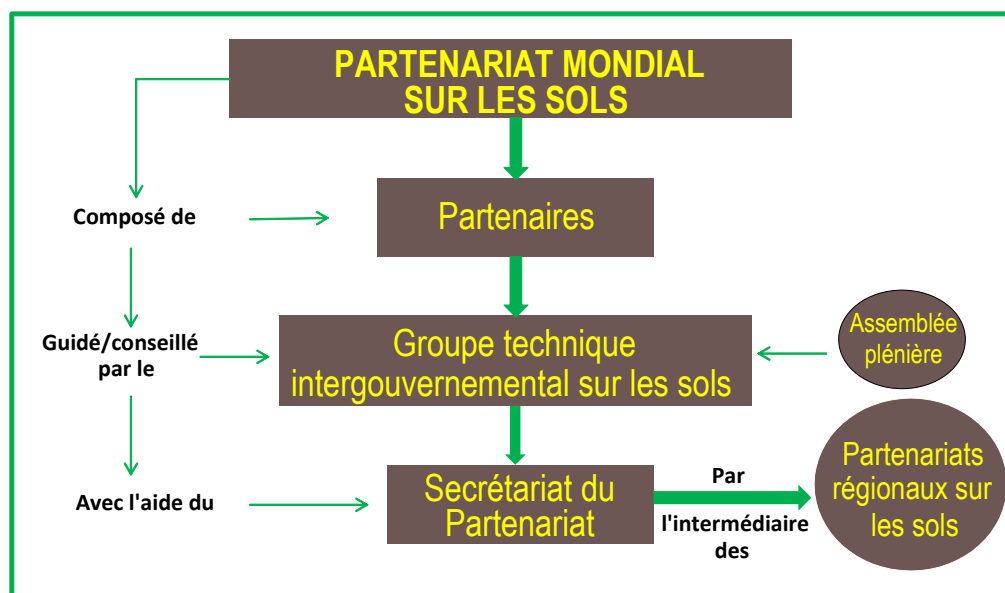 PARTENARIAT MONDIAL
SUR LES SOLS
Composé de
Partenaires
Guidé/conseillé
par le
Groupe technique
intergouvernemental sur les sols
Assemblée
plénière
Avec l'aide du
Secrétariat du
Partenariat
Par
l'intermédiaire
des
Partenariats
régionaux sur
les sols